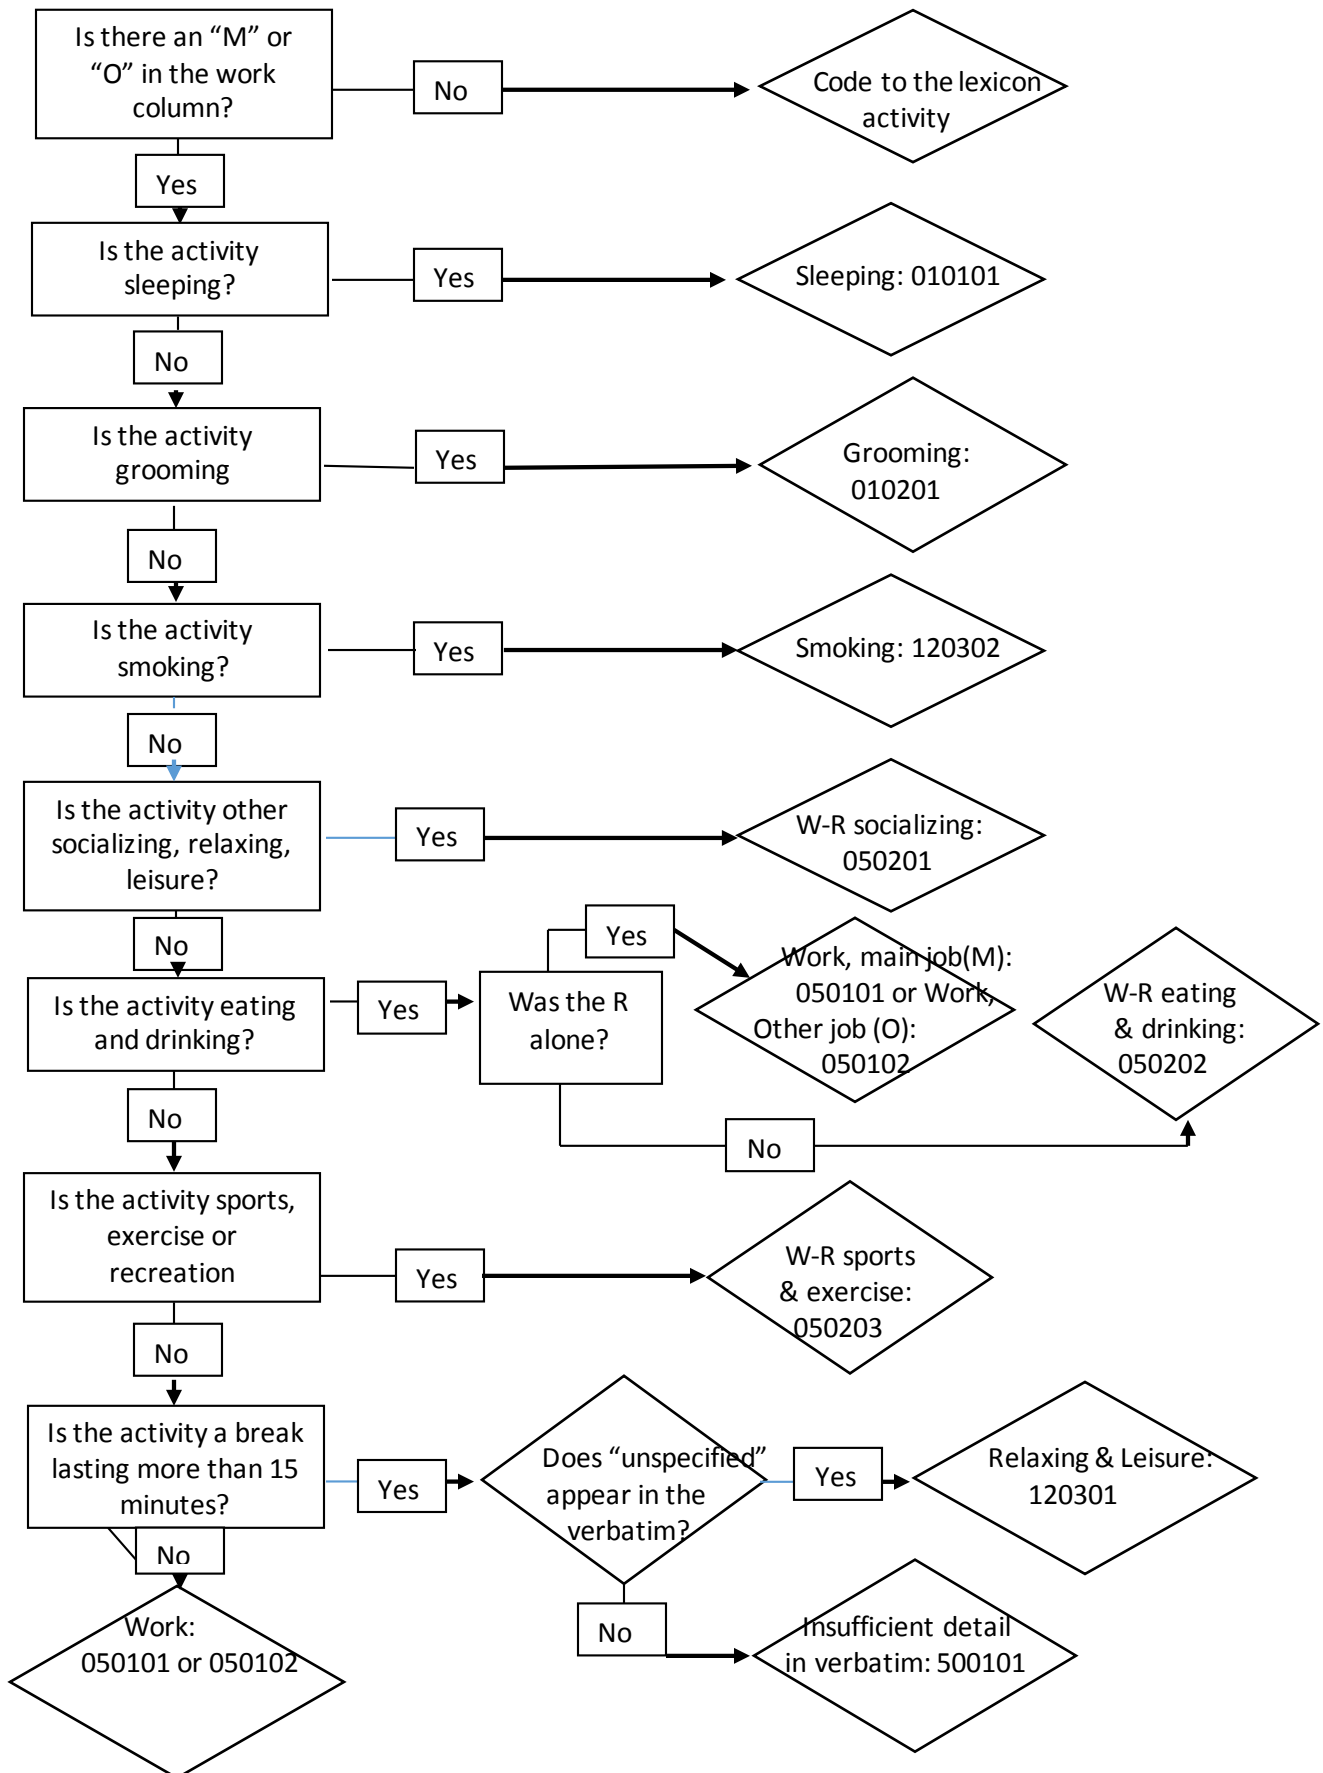 Is there an “M” or
“O” in the work
column?
No
Code to the lexicon
activity
Yes
Is the activity
sleeping?
Yes
Sleeping: 010101
No
Is the activity
grooming
Yes
Grooming:
010201
No
Is the activity
smoking?
Yes
Smoking: 120302
No
Is the activity other
socializing, relaxing,
leisure?
Yes
W-R socializing:
050201
No
Is the activity eating
and drinking?
Yes
Was the R
alone?
Yes
Work, main job(M):
050101 or Work,
Other job (O):
050102
W-R eating
& drinking:
050202
No
No
Is the activity sports,
exercise or
recreation
Yes
W-R sports
& exercise:
050203
No
Is the activity a break
lasting more than 15
minutes?
Yes
Does “unspecified”
appear in the
verbatim?
Yes
Relaxing & Leisure:
120301
No
Work:
050101 or 050102
No
Insufficient detail
in verbatim: 500101